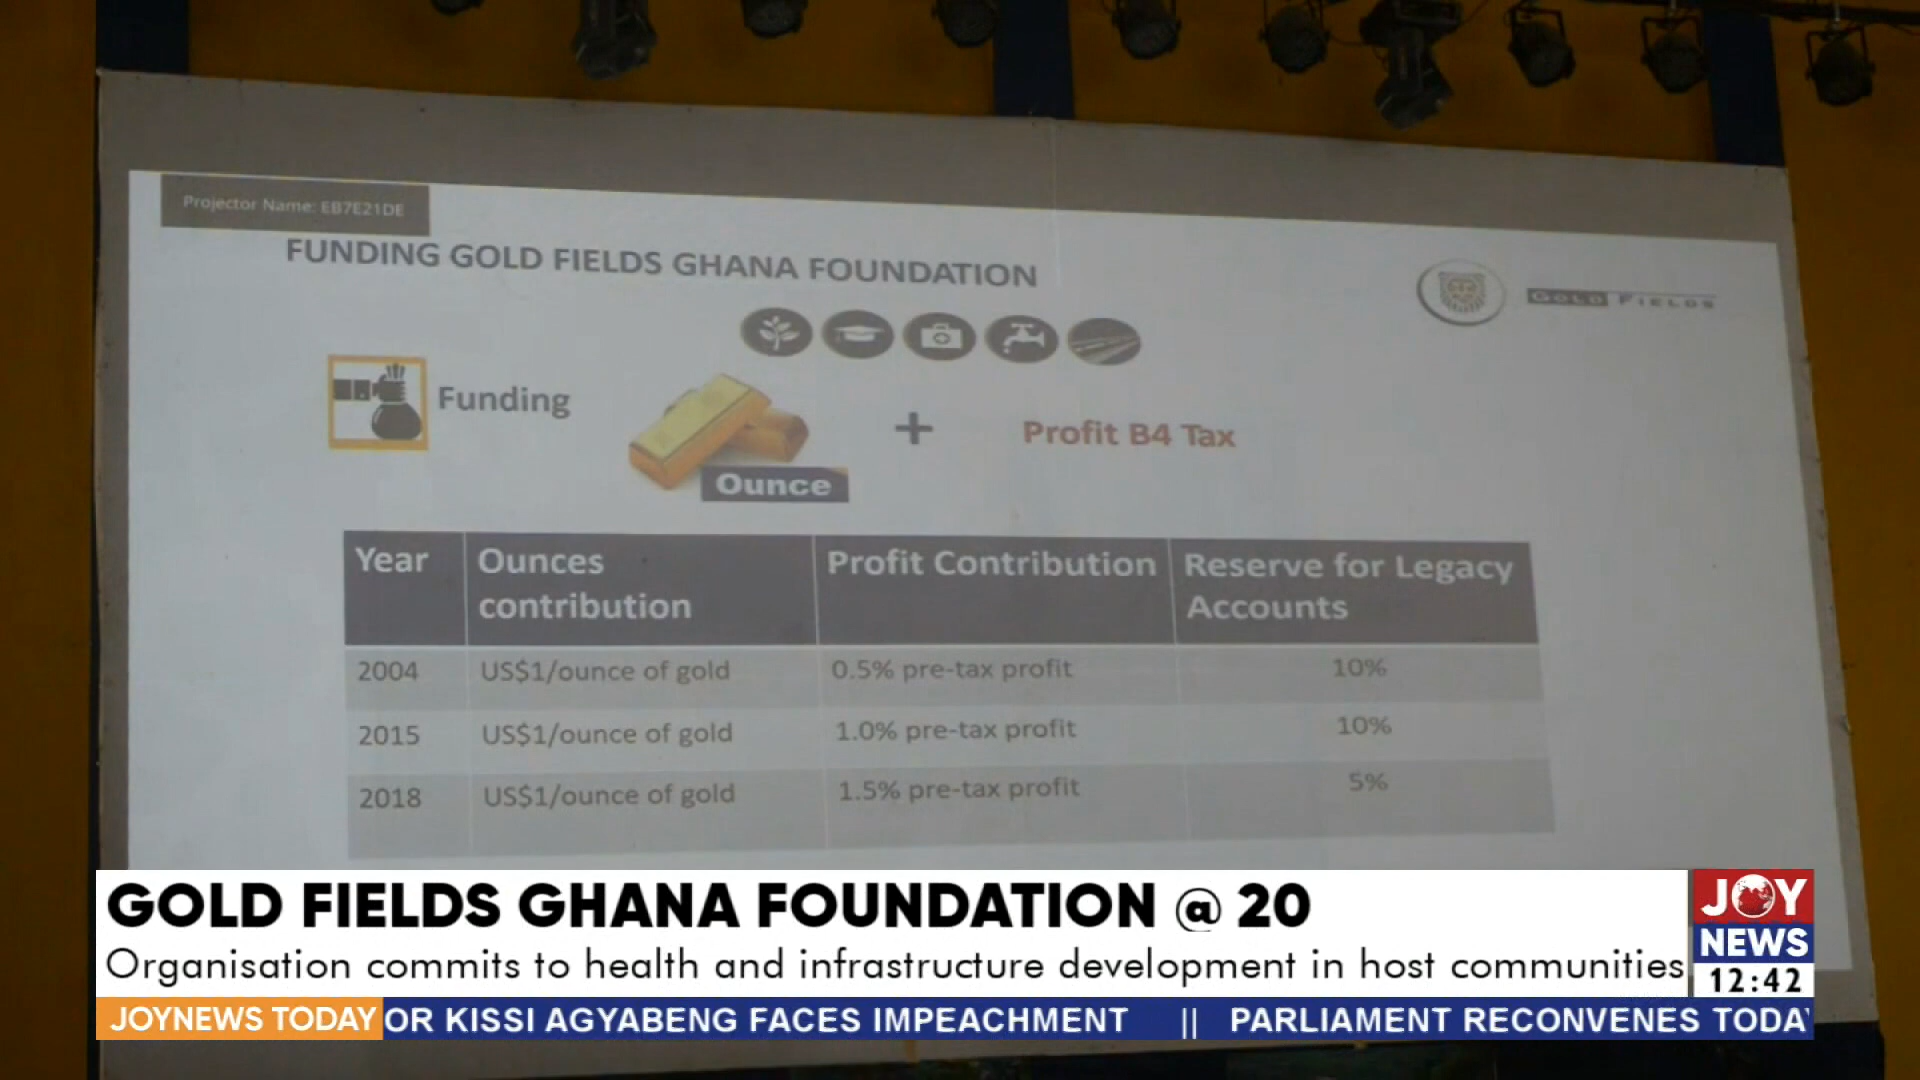 Projector Name: EB7E21DE
FUNDING GOLD FIELDS GHANA FOUNDATION
GOLD FIELDS
Funding
+
Profit B4 Tax
Ounce
Year Ounces contribution Profit Contribution Reserve for Legacy Accounts
2004 US$1/ounce of gold 0.5% pre-tax profit 10%
2015 US$1/ounce of gold 1.0% pre-tax profit 10%
2018 US$1/ounce of gold 1.5% pre-tax profit 5%
GOLD FIELDS GHANA FOUNDATION @ 20
Organisation commits to health and infrastructure development in host communities
JOY
NEWS
12:42
JOYNEWS TODAY OR KISSI AGYABENG FACES IMPEACHMENT || PARLIAMENT RECONVENES TODA